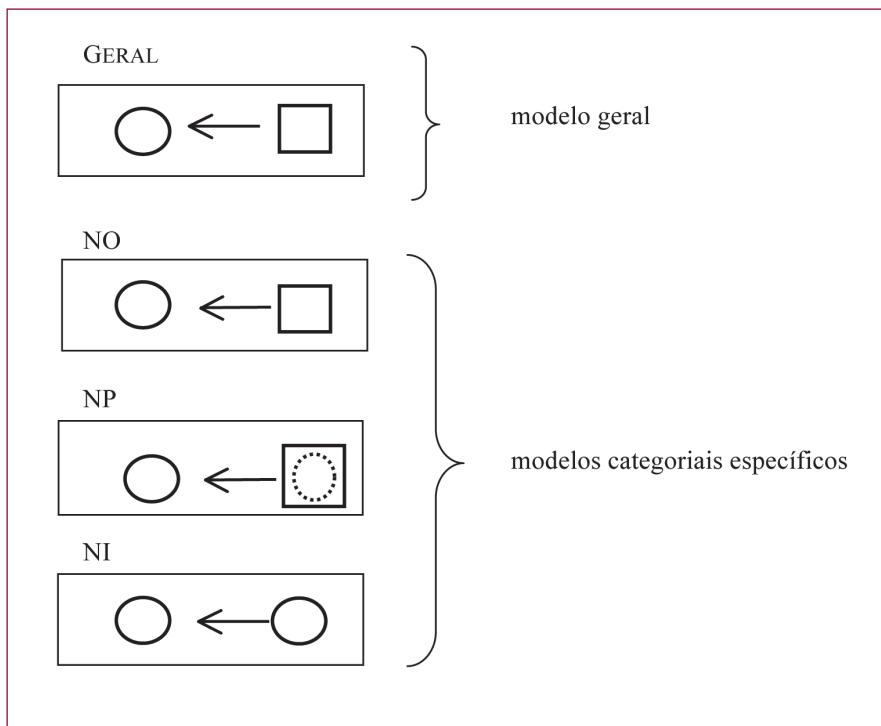 GERAL
modelo geral
NO
NP
modelos categoriais específicos
NI